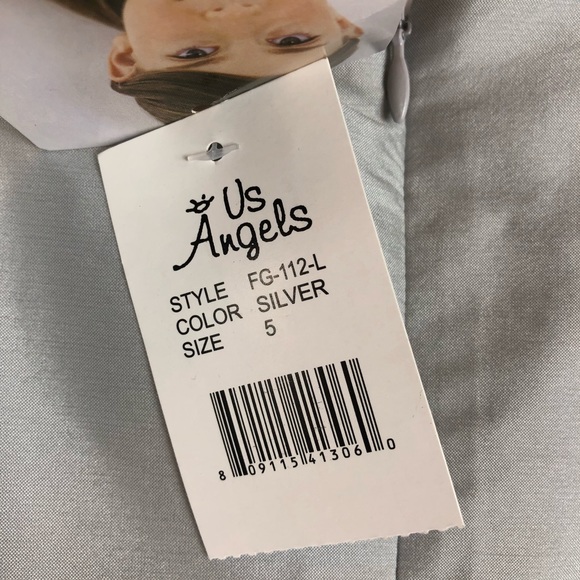 Us
Angels
STYLE FG-112-L
COLOR SILVER
SIZE 5
8 09115 41306 0